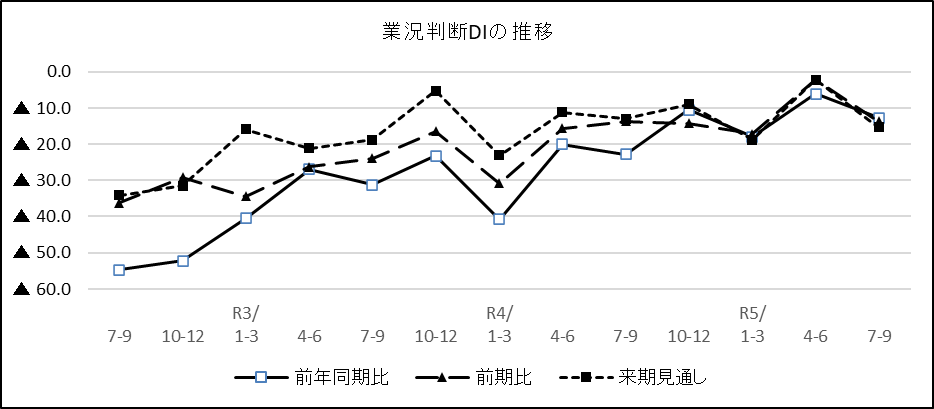 業況判断DIの推移
0.0
▲ 10.0
▲ 20.0
▲ 30.0
▲ 40.0
▲ 50.0
▲ 60.0
R3/ R4/ R5/
7-9 10-12 1-3 4-6 7-9 10-12 1-3 4-6 7-9 10-12 1-3 4-6 7-9
前年同期比 前期比 来期見通し